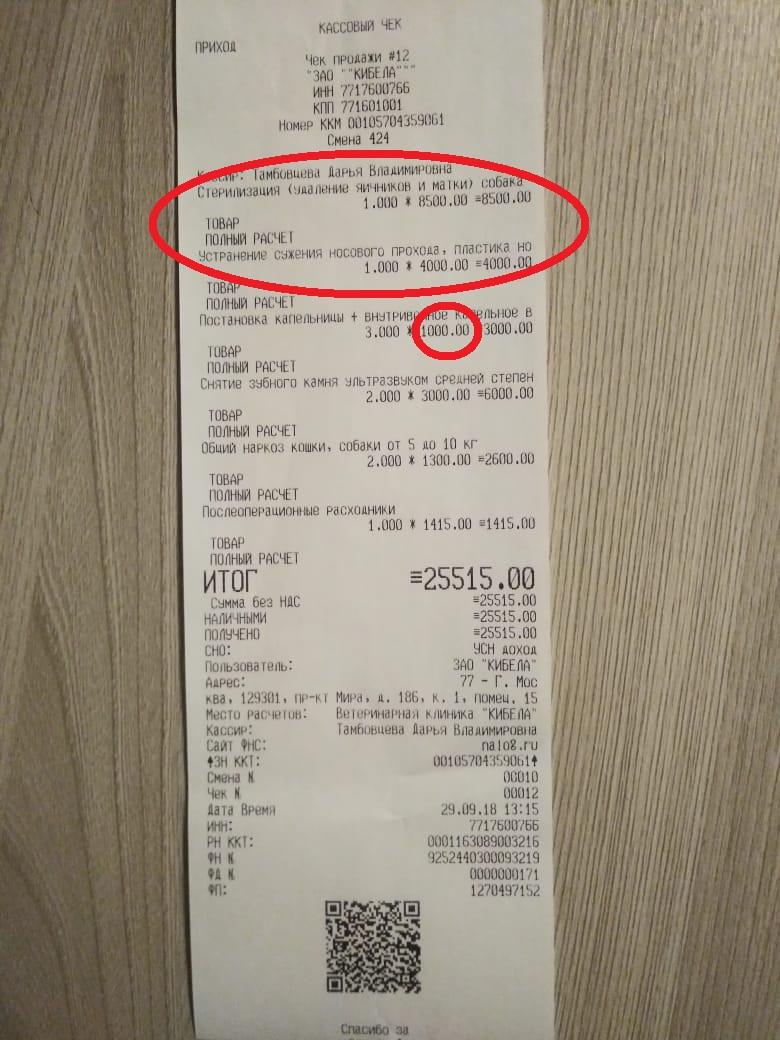 КАССОВЫЙ ЧЕК
ПРИХОД
Чек продажи #12
"ЗАО ""КИБЕЛА"""
ИНН 7717600766
КПП 771601001
Номер ККМ 00105704359061
Смена 424
Кассир: Тамбовцева Дарья Владимировна
Стерилизация (удаление яичников и матки) собака
1.000 * 8500.00 ≡8500.00
ТОВАР
ПОЛНЫЙ РАСЧЕТ
Устранение сужения носового прохода, пластика но
1.000 * 4000.00 ≡4000.00
ТОВАР
ПОЛНЫЙ РАСЧЕТ
Постановка капельницы + внутривенное капельное в
3.000 * 1000.00 ≡3000.00
ТОВАР
ПОЛНЫЙ РАСЧЕТ
Снятие зубного камня ультразвуком средней степен
2.000 * 3000.00 ≡6000.00
ТОВАР
ПОЛНЫЙ РАСЧЕТ
Общий наркоз кошки, собаки от 5 до 10 кг
2.000 * 1300.00 ≡2600.00
ТОВАР
ПОЛНЫЙ РАСЧЕТ
Послеоперационные расходники
1.000 * 1415.00 ≡1415.00
ТОВАР
ПОЛНЫЙ РАСЧЕТ
ИТОГ ≡25515.00
Сумма без НДС ≡25515.00
НАЛИЧНЫМИ ≡25515.00
ПОЛУЧЕНО ≡25515.00
СНО: УСН доход
Пользователь: ЗАО "КИБЕЛА"
Адрес: 77 - Г. Мос
ква, 129301, пр-кт Мира, д. 186, к. 1, помец. 15
Место расчетов: Ветеринарная клиника "КИБЕЛА"
Кассир: Тамбовцева Дарья Владимировна
Сайт ФНС: nalog.ru
↑ЗН ККТ: 00105704359061↑
Смена № 00010
Чек № 00012
Дата Время 29.09.18 13:15
ИНН: 7717600766
РН ККТ: 0001163089003216
ФН № 9252440300093219
ФД № 0000000171
ФП: 1270497152
Спасибо за